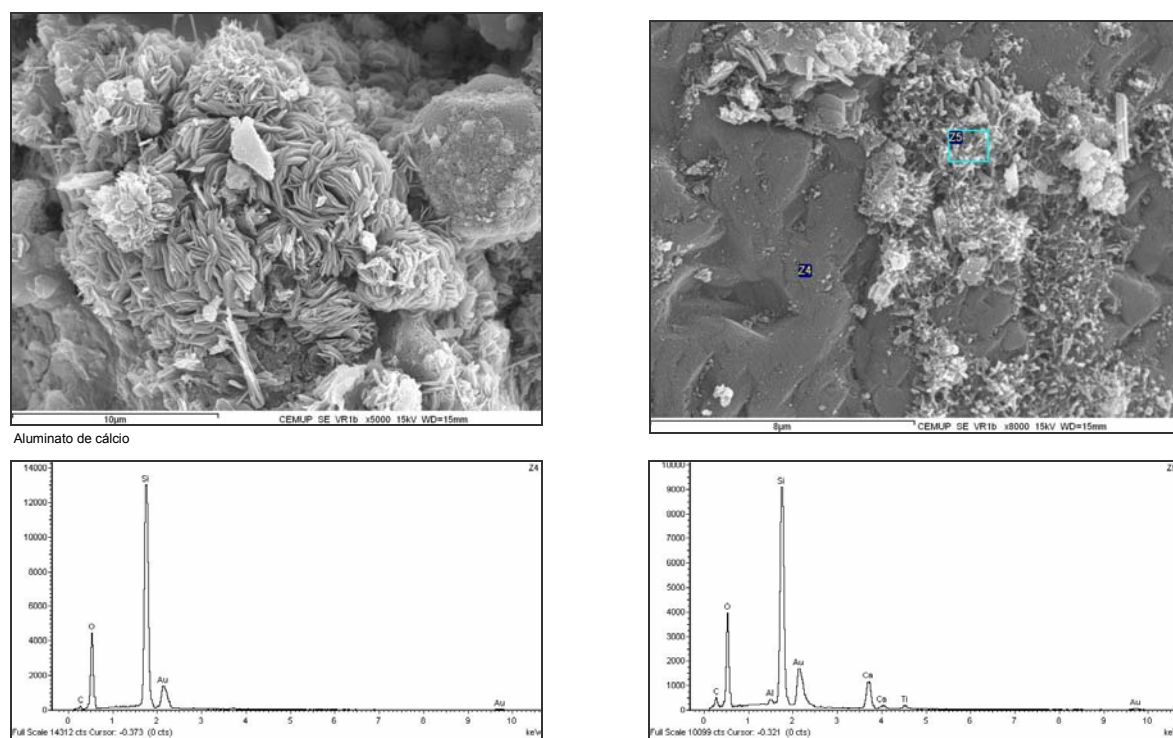 10µm
CEMUP SE VR1b x5000 15kV WD=15mm
Aluminato de cálcio
Z5
Z4
8µm
CEMUP SE VR1b x8000 15kV WD=15mm
14000
Z4
Si
12000
10000
8000
6000
O
4000
2000
Au
C
Au
0
0 1 2 3 4 5 6 7 8 9 10
Full Scale 14312 cts Cursor: -0.373 (0 cts)
keV
10000
Si
9000
8000
7000
6000
5000
O
4000
3000
2000
Au
Ca
1000
C
Al
Ca
Ti
Au
0
0 1 2 3 4 5 6 7 8 9 10
Full Scale 10099 cts Cursor: -0.321 (0 cts)